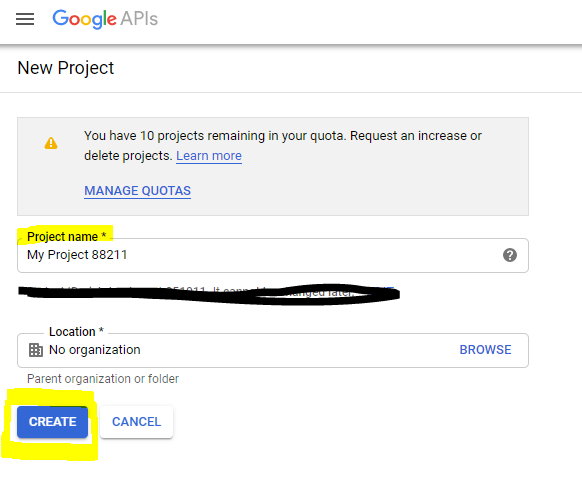 Google APIs
New Project
You have 10 projects remaining in your quota. Request an increase or
delete projects. Learn more
MANAGE QUOTAS
Project name *
My Project 88211
Location *
No organization
BROWSE
Parent organization or folder
CREATE
CANCEL